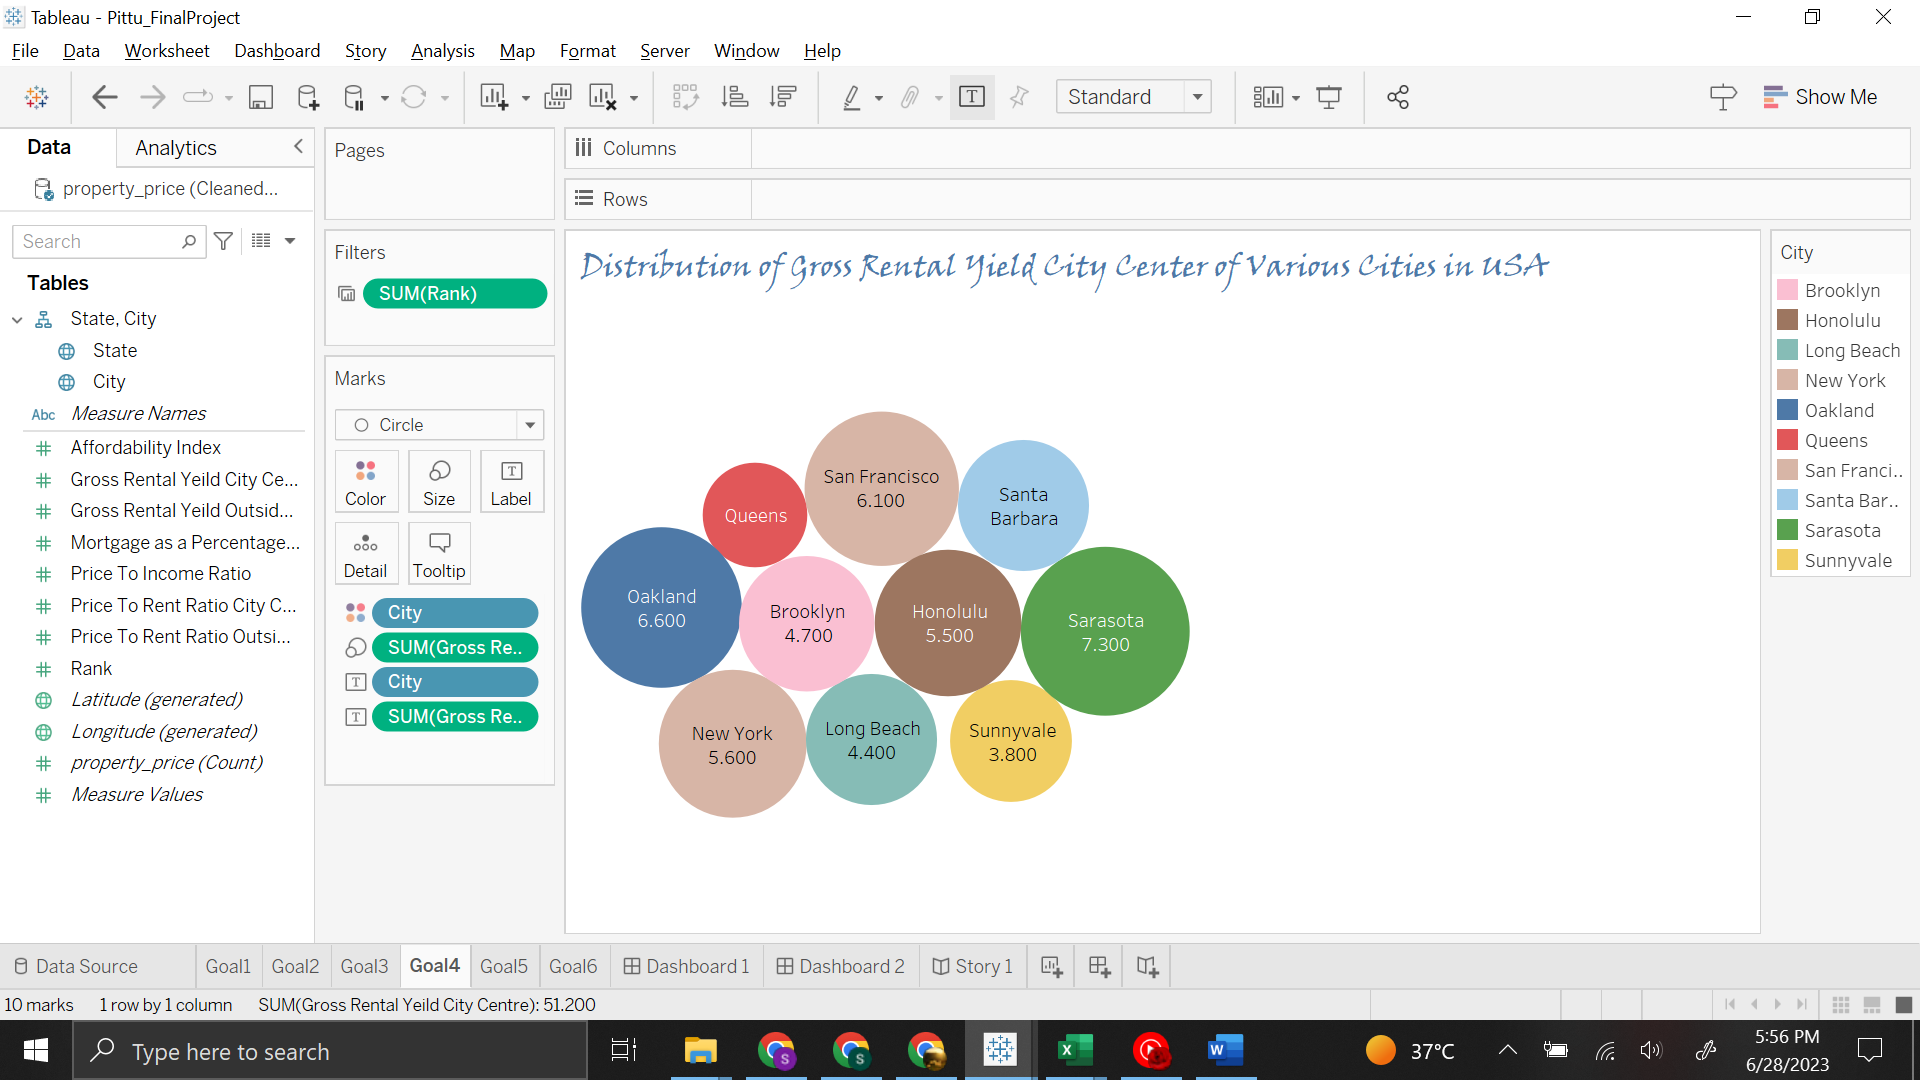 Tableau - Pittu_FinalProject
File Data Worksheet Dashboard Story Analysis Map Format Server Window Help
Standard
Show Me
Data
Analytics
property_price (Cleaned...
Search
Tables
State, City
State
City
Abc Measure Names
Affordability Index
Gross Rental Yeild City Ce...
Gross Rental Yeild Outsid...
Mortgage as a Percentage...
Price To Income Ratio
Price To Rent Ratio City C...
Price To Rent Ratio Outsi...
Rank
Latitude (generated)
Longitude (generated)
property_price (Count)
Measure Values
Pages
Filters
SUM(Rank)
Marks
Circle
Color
Size
Label
Detail
Tooltip
City
SUM(Gross Re..
City
SUM(Gross Re..
Columns
Rows
Distribution of Gross Rental Yield City Center of Various Cities in USA
San Francisco
6.100
Santa
Barbara
Queens
Oakland
6.600
Brooklyn
4.700
Honolulu
5.500
Sarasota
7.300
New York
5.600
Long Beach
4.400
Sunnyvale
3.800
City
Brooklyn
Honolulu
Long Beach
New York
Oakland
Queens
San Franci..
Santa Bar..
Sarasota
Sunnyvale
Data Source
Goal1
Goal2
Goal3
Goal4
Goal5
Goal6
Dashboard 1
Dashboard 2
Story 1
10 marks
1 row by 1 column
SUM(Gross Rental Yeild City Centre): 51.200
Type here to search
37°C
5:56 PM
6/28/2023